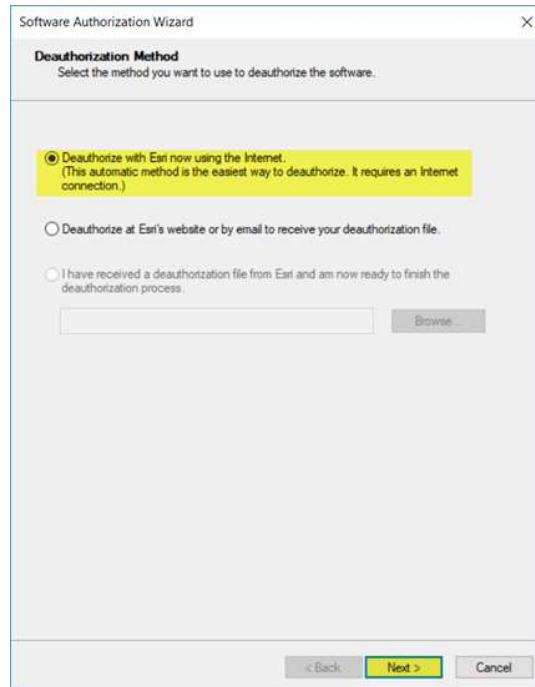 Software Authorization Wizard
Deauthorization Method
Select the method you want to use to deauthorize the software.
Deauthorize with Esri now using the Internet.
(This automatic method is the easiest way to deauthorize. It requires an Internet
connection.)
Deauthorize at Esri's website or by email to receive your deauthorization file.
I have received a deauthorization file from Esri and am now ready to finish the
deauthorization process.
Browse...
< Back
Next >
Cancel